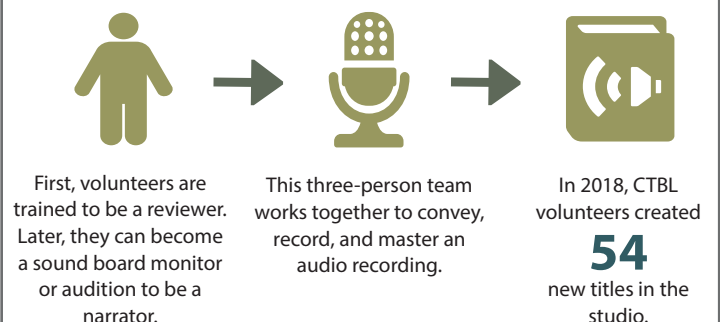 First, volunteers are
trained to be a reviewer.
Later, they can become
a sound board monitor
or audition to be a
narrator.
This three-person team
works together to convey,
record, and master an
audio recording.
In 2018, CTBL
volunteers created
54
new titles in the
studio.